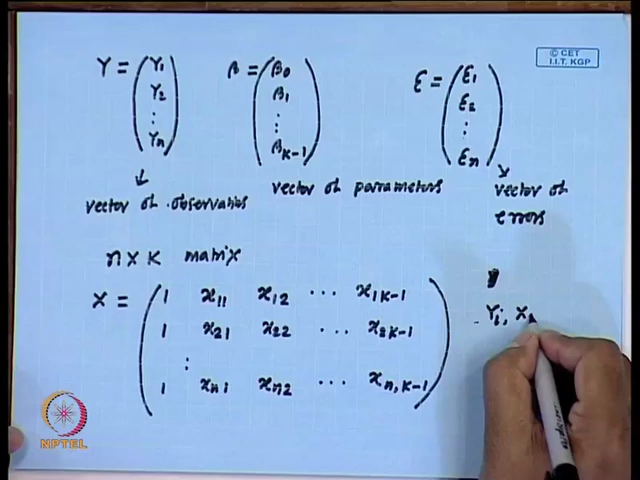 © CET
I.I.T. KGP
Y = (Y1 Y2 ⋮ Yn) β = (β0 β1 ⋮ βK-1) ε = (ε1 ε2 ⋮ εn)
vector of observatios vector of parameters vector of
errors
n x K matrix
X = 1 x11 x12 ... x1K-1
1 x21 x22 ... x2K-1
⋮
1 xn1 xn2 ... xn,K-1
Yi, X
NPTEL